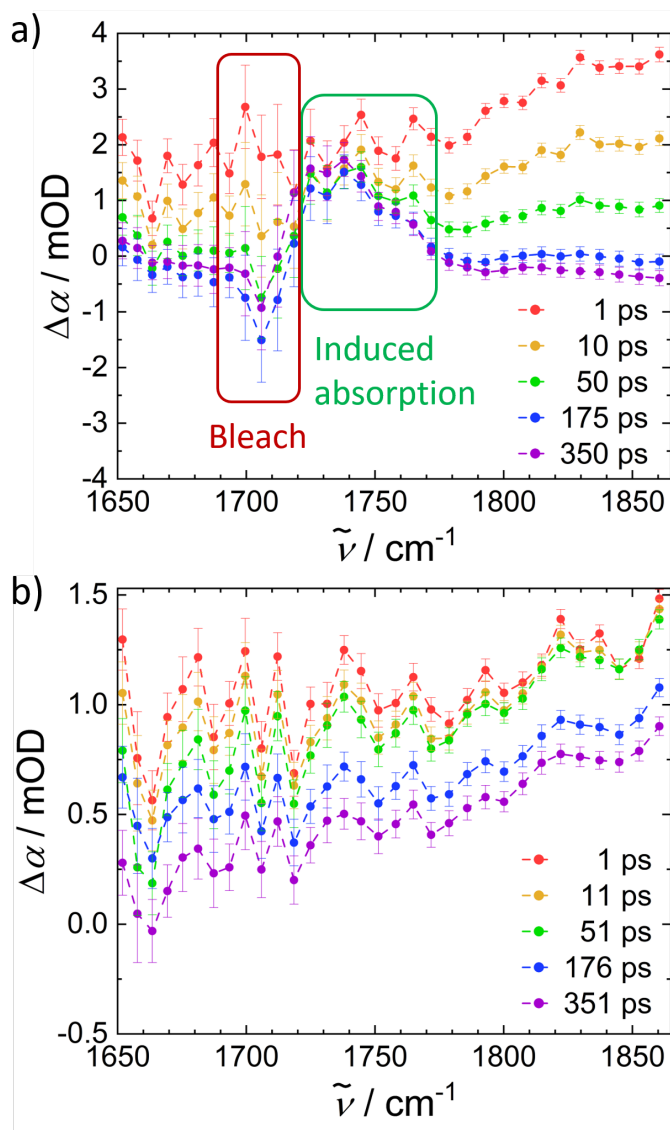 a)
4
3
2
1
0
-1
-2
-3
-4
Δα / mOD
Bleach
Induced
absorption
1 ps
10 ps
50 ps
175 ps
350 ps
1650 1700 1750 1800 1850
ν̃ / cm⁻¹
b)
1.5
1.0
0.5
0.0
-0.5
Δα / mOD
1 ps
11 ps
51 ps
176 ps
351 ps
1650 1700 1750 1800 1850
ν̃ / cm⁻¹